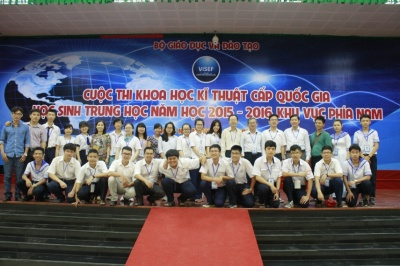 BỘ GIÁO DỤC VÀ ĐÀO TẠO
ViSEF
CUỘC THI KHOA HỌC KĨ THUẬT CẤP QUỐC GIA
HỌC SINH TRUNG HỌC NĂM HỌC 2015 - 2016, KHU VỰC PHÍA NAM